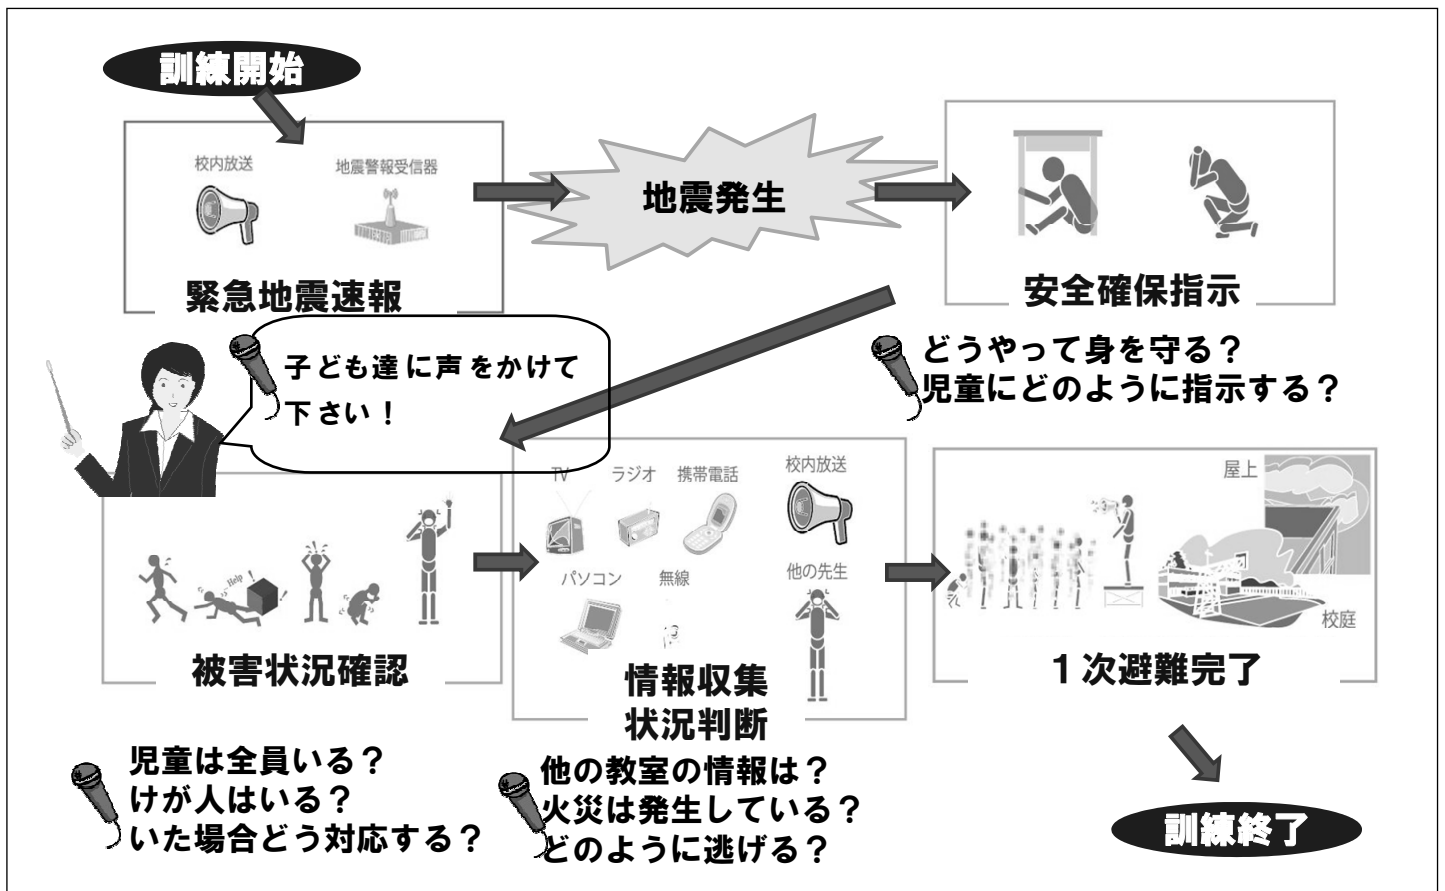 訓練開始
校内放送
地震警報受信器
緊急地震速報
地震発生
安全確保指示
子ども達に声をかけて
下さい！
どうやって身を守る？
児童にどのように指示する？
Help!
被害状況確認
TV
ラジオ
携帯電話
校内放送
パソコン
無線
他の先生
情報収集
状況判断
屋上
校庭
１次避難完了
児童は全員いる？
けが人はいる？
いた場合どう対応する？
他の教室の情報は？
火災は発生している？
どのように逃げる？
訓練終了